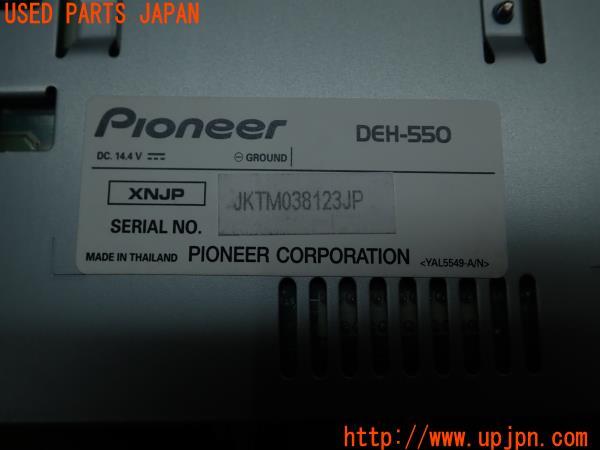 USED PARTS JAPAN
Pioneer DEH-550
DC. 14.4 V ⎓ ⊖ GROUND
XNJP
SERIAL NO. JKTM038123JP
MADE IN THAILAND PIONEER CORPORATION <YAL5549-A/N>
http://www.upjpn.com/